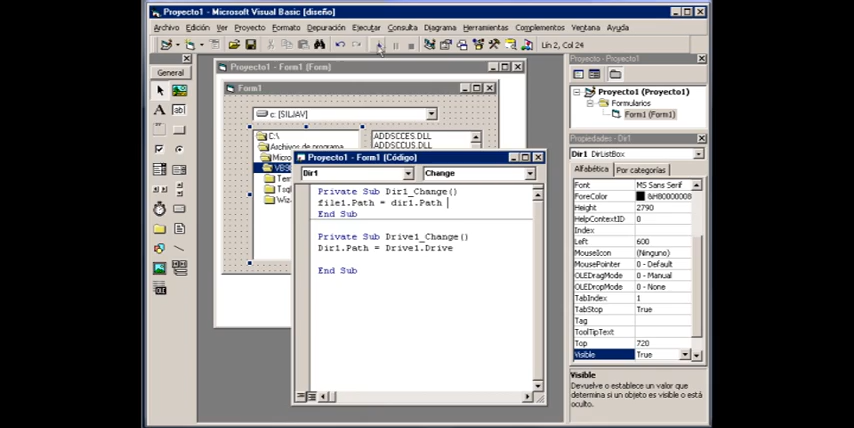 Proyecto1 - Microsoft Visual Basic [diseño]
Archivo Edición Ver Proyecto Formato Depuración Ejecutar Consulta Diagrama Herramientas Complementos Ventana Ayuda
Lín 2, Col 24
General
Proyecto1 - Form1 (Form)
Form1
c: [SILJAV]
C:\
Archivos de programa
ADDSCCES.DLL
ADDSCCUS.DLL
Proyecto1 - Form1 (Código)
Dir1
Change
Private Sub Dir1_Change()
file1.Path = dir1.Path
End Sub
Private Sub Drive1_Change()
Dir1.Path = Drive1.Drive
End Sub
Proyecto - Proyecto1
Proyecto1 (Proyecto1)
Formularios
Form1 (Form1)
Propiedades - Dir1
Dir1 DirListBox
Alfabética Por categorías
Font MS Sans Serif
ForeColor &H80000008
Height 2790
HelpContextID 0
Index
Left 600
MouseIcon (Ninguno)
MousePointer 0 - Default
OLEDragMode 0 - Manual
OLEDropMode 0 - None
TabIndex 1
TabStop True
Tag
ToolTipText
Top 720
Visible True
Visible
Devuelve o establece un valor que
determina si un objeto es visible o está
oculto.